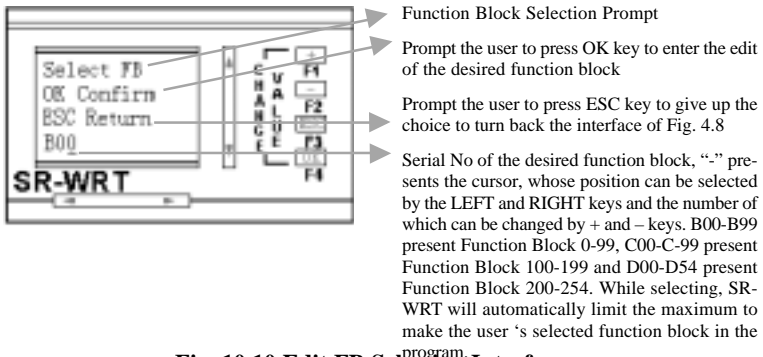 Select FB
OK Confirm
ESC Return
B00
CHANGE
VALUE
+
F1
-
F2
F3
F4
SR-WRT
Function Block Selection Prompt
Prompt the user to press OK key to enter the edit
of the desired function block
Prompt the user to press ESC key to give up the
choice to turn back the interface of Fig. 4.8
Serial No of the desired function block, “-” pre-
sents the cursor, whose position can be selected
by the LEFT and RIGHT keys and the number of
which can be changed by + and – keys. B00-B99
present Function Block 0-99, C00-C-99 present
Function Block 100-199 and D00-D54 present
Function Block 200-254. While selecting, SR-
WRT will automatically limit the maximum to
make the user ‘s selected function block in the
program.